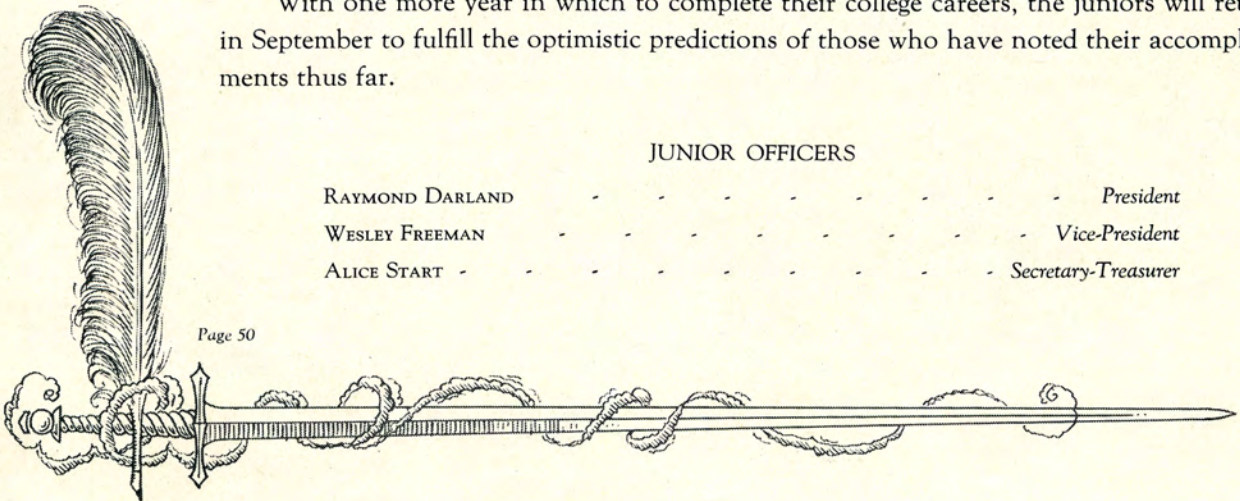 With one more year in which to complete their college careers, the juniors will
in September to fulfill the optimistic predictions of those who have noted their
ments thus far.
JUNIOR OFFICERS
RAYMOND DARLAND - - - - - - - - President
WESLEY FREEMAN - - - - - - - - Vice-President
ALICE START - - - - - - - - - Secretary-Treasurer
Page 50